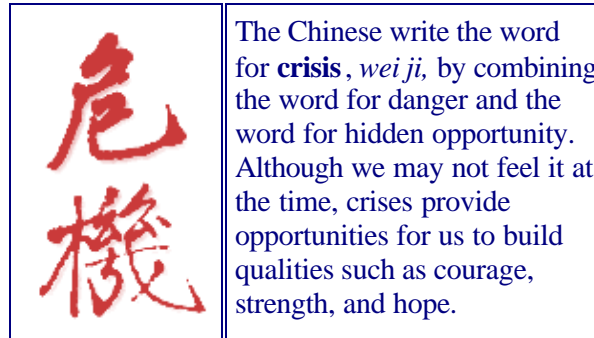 危
機
The Chinese write the word
for crisis , wei ji, by combining
the word for danger and the
word for hidden opportunity.
Although we may not feel it at
the time, crises provide
opportunities for us to build
qualities such as courage,
strength, and hope.